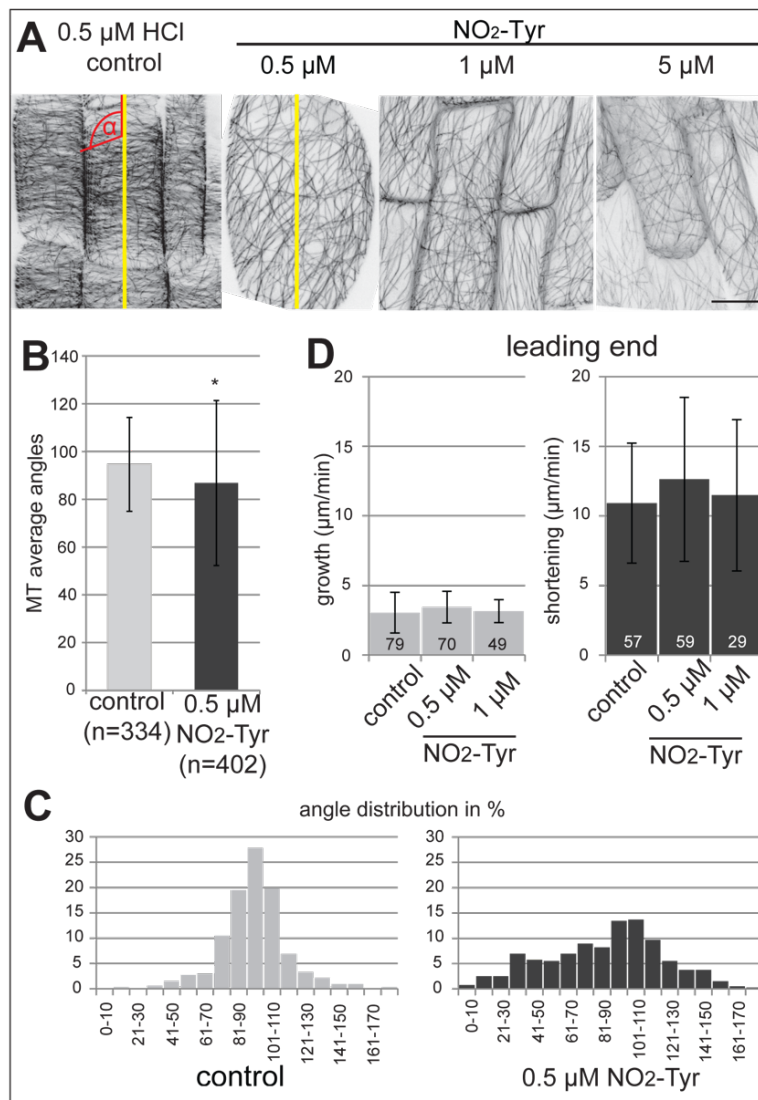 A
0.5 µM HCl
control
NO2-Tyr
0.5 µM
1 µM
5 µM
α
B
MT average angles
140
120
100
80
60
40
20
0
*
control
(n=334)
0.5 µM
NO2-Tyr
(n=402)
D
leading end
growth (µm/min)
20
15
10
5
0
79
70
49
control
0.5 µM
1 µM
NO2-Tyr
shortening (µm/min)
20
15
10
5
0
57
59
29
control
0.5 µM
1 µM
NO2-Tyr
C
angle distribution in %
30
25
20
15
10
5
0
0-10
21-30
41-50
61-70
81-90
101-110
121-130
141-150
161-170
control
30
25
20
15
10
5
0
0-10
21-30
41-50
61-70
81-90
101-110
121-130
141-150
161-170
0.5 µM NO2-Tyr